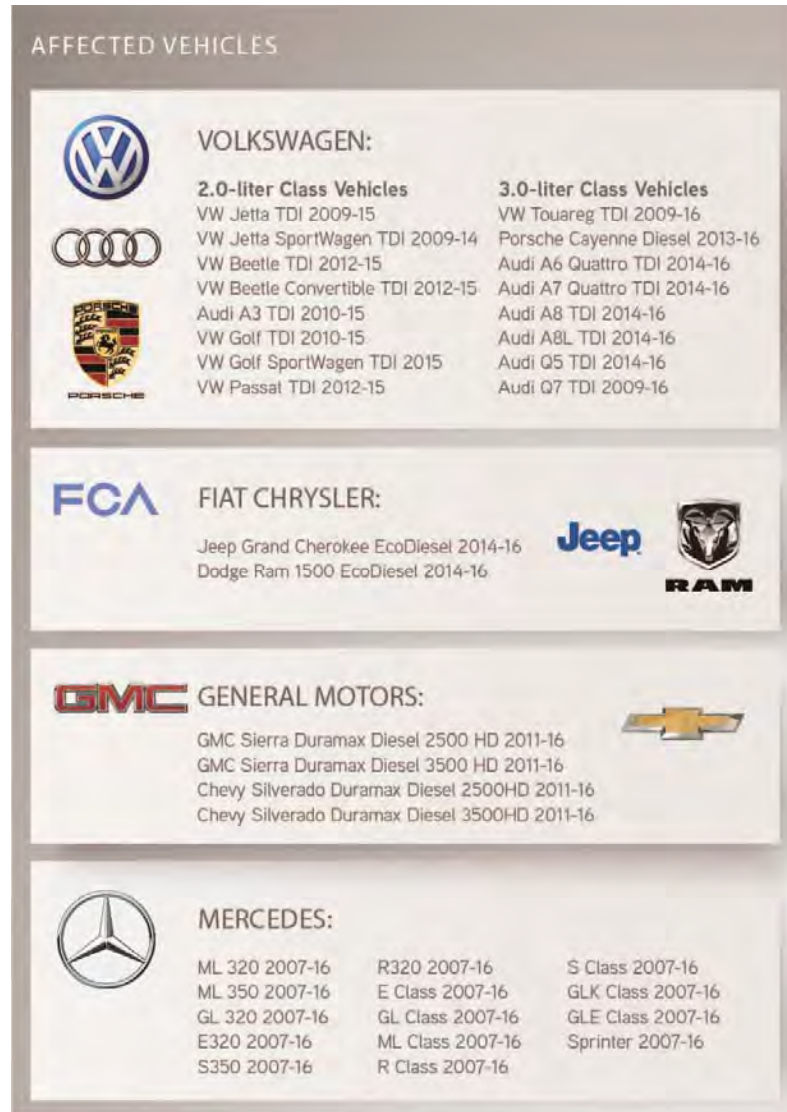 AFFECTED VEHICLES
VOLKSWAGEN:
2.0-liter Class Vehicles
VW Jetta TDI 2009-15
VW Jetta SportWagen TDI 2009-14
VW Beetle TDI 2012-15
VW Beetle Convertible TDI 2012-15
Audi A3 TDI 2010-15
VW Golf TDI 2010-15
VW Golf SportWagen TDI 2015
VW Passat TDI 2012-15
3.0-liter Class Vehicles
VW Touareg TDI 2009-16
Porsche Cayenne Diesel 2013-16
Audi A6 Quattro TDI 2014-16
Audi A7 Quattro TDI 2014-16
Audi A8 TDI 2014-16
Audi A8L TDI 2014-16
Audi Q5 TDI 2014-16
Audi Q7 TDI 2009-16
PORSCHE
PORSCHE
FCA
FIAT CHRYSLER:
Jeep Grand Cherokee EcoDiesel 2014-16
Dodge Ram 1500 EcoDiesel 2014-16
Jeep
RAM
GMC
GENERAL MOTORS:
GMC Sierra Duramax Diesel 2500 HD 2011-16
GMC Sierra Duramax Diesel 3500 HD 2011-16
Chevy Silverado Duramax Diesel 2500HD 2011-16
Chevy Silverado Duramax Diesel 3500HD 2011-16
MERCEDES:
ML 320 2007-16
ML 350 2007-16
GL 320 2007-16
E320 2007-16
S350 2007-16
R320 2007-16
E Class 2007-16
GL Class 2007-16
ML Class 2007-16
R Class 2007-16
S Class 2007-16
GLK Class 2007-16
GLE Class 2007-16
Sprinter 2007-16